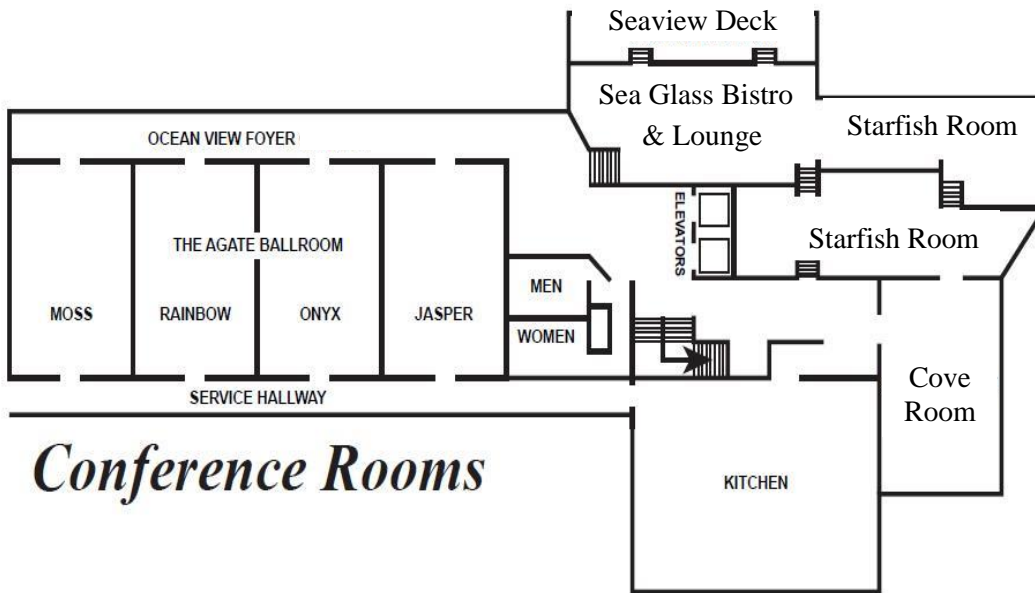 Seaview Deck
Sea Glass Bistro
& Lounge
Starfish Room
OCEAN VIEW FOYER
ELEVATORS
Starfish Room
THE AGATE BALLROOM
MOSS
RAINBOW
ONYX
JASPER
MEN
WOMEN
SERVICE HALLWAY
Cove
Room
Conference Rooms
KITCHEN